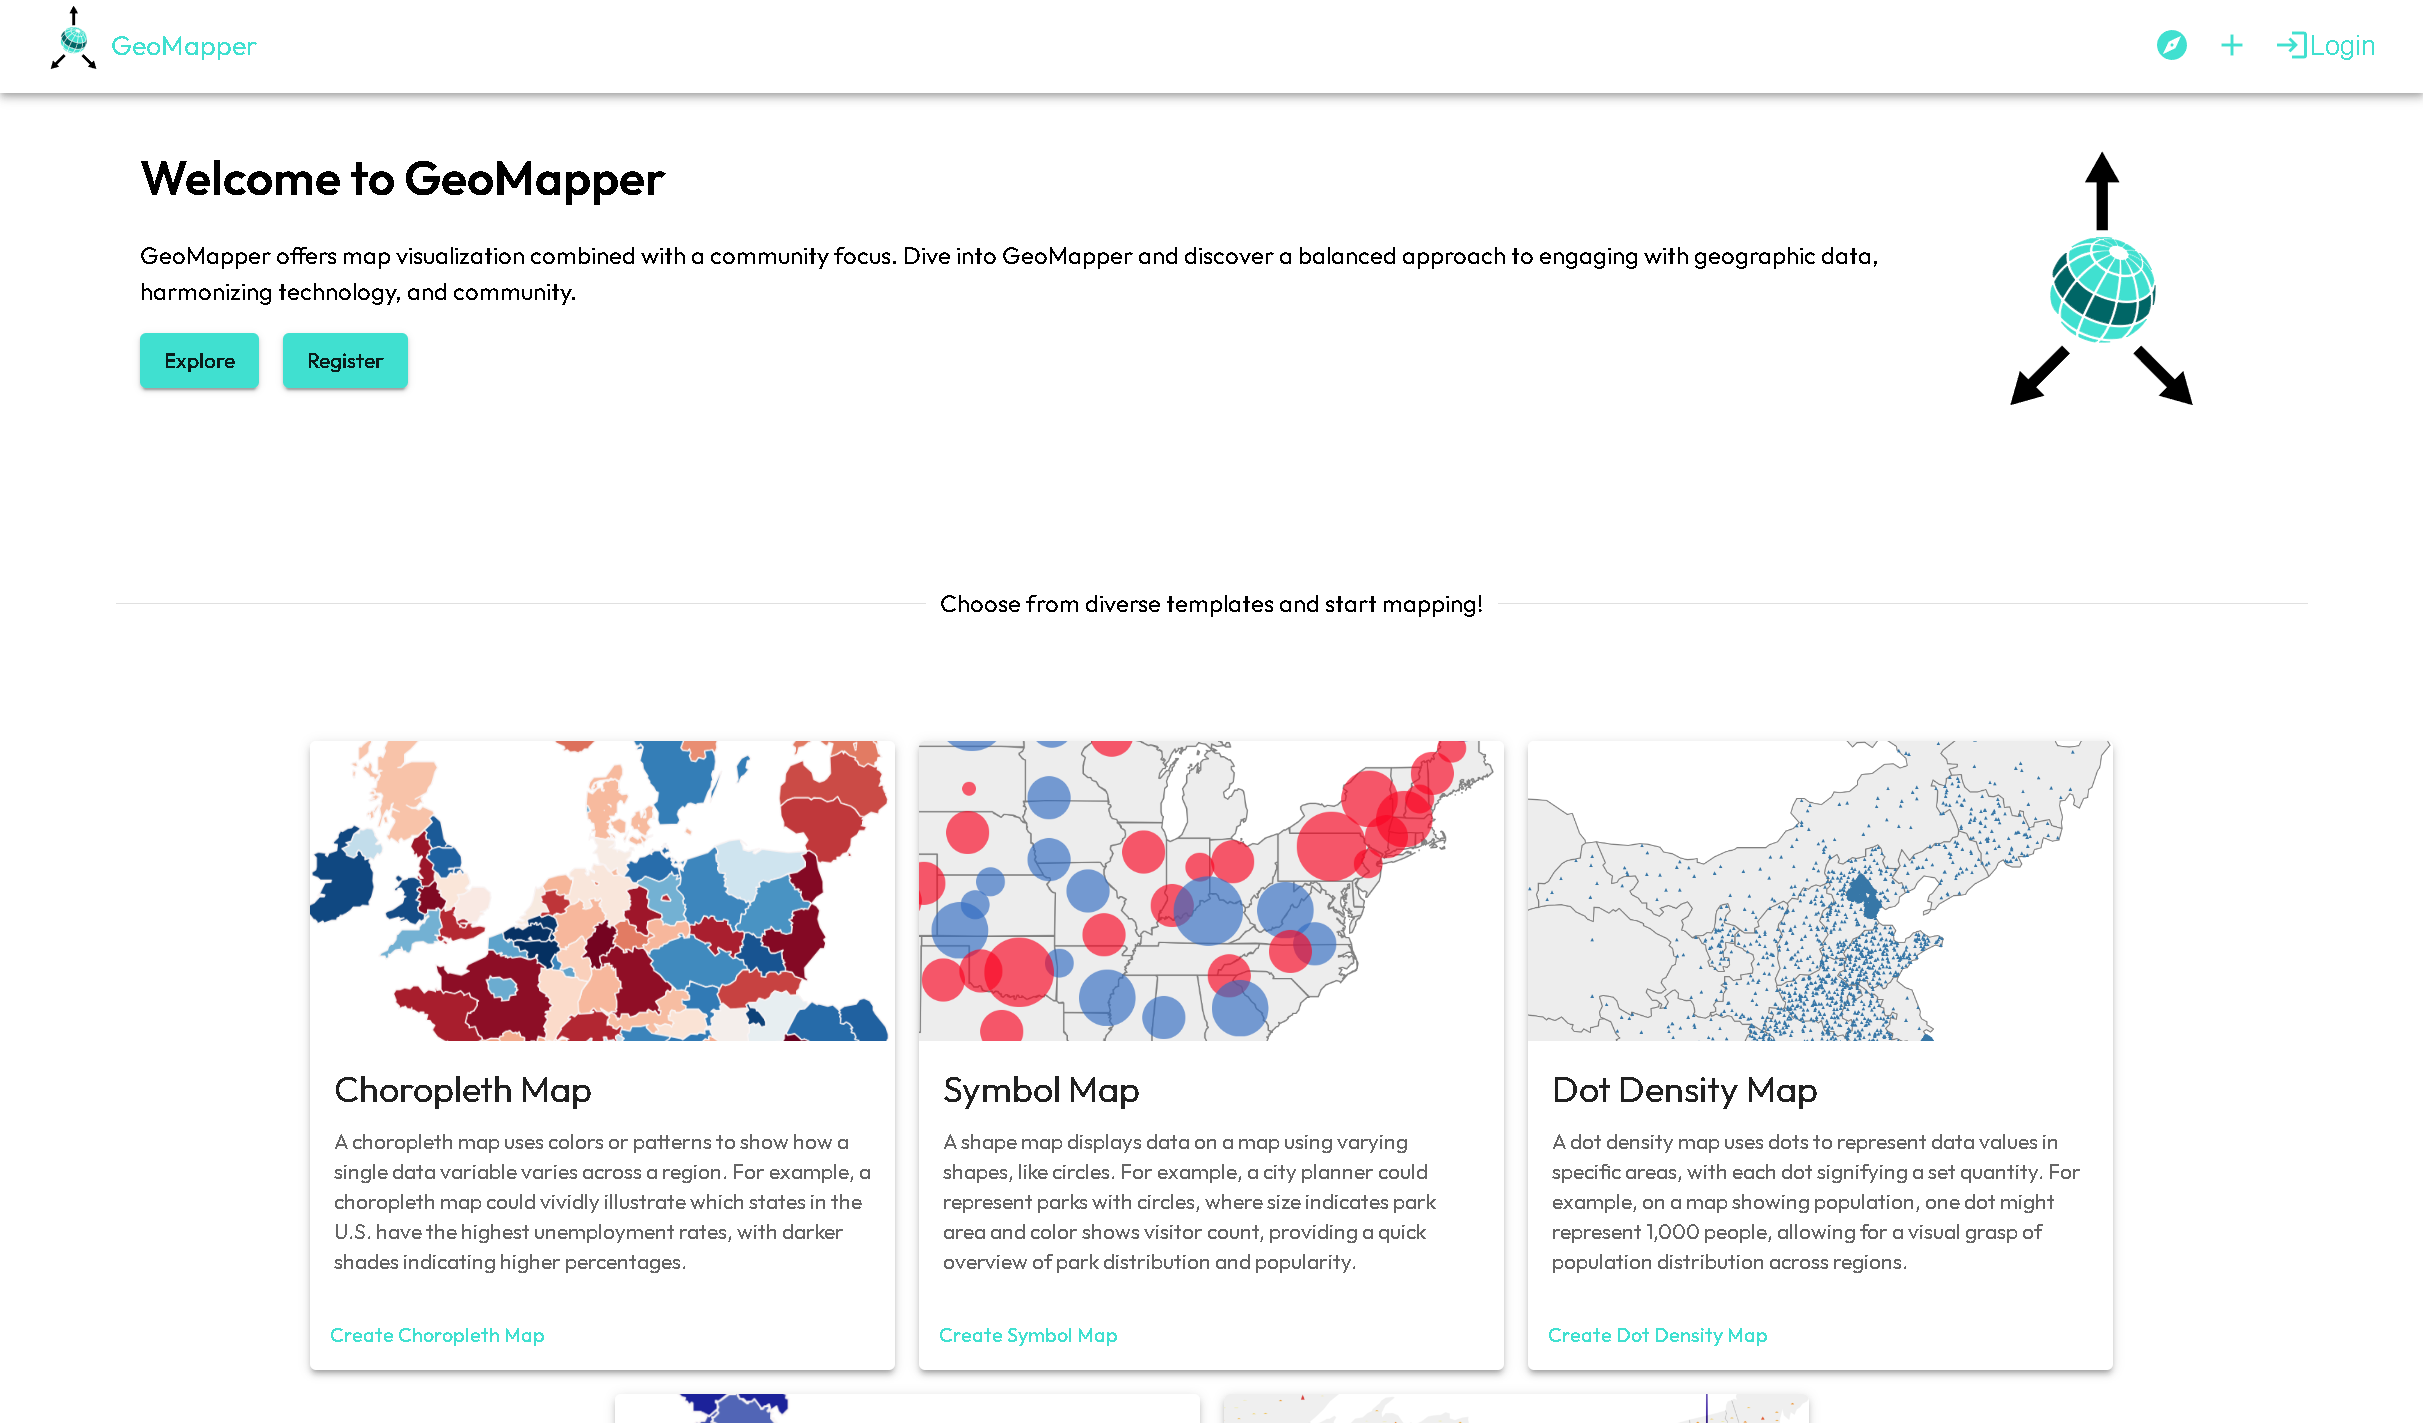 GeoMapper
Login
Welcome to GeoMapper
GeoMapper offers map visualization combined with a community focus. Dive into GeoMapper and discover a balanced approach to engaging with geographic data,
harmonizing technology, and community.
Explore
Register
Choose from diverse templates and start mapping!
Choropleth Map
A choropleth map uses colors or patterns to show how a
single data variable varies across a region. For example, a
choropleth map could vividly illustrate which states in the
U.S. have the highest unemployment rates, with darker
shades indicating higher percentages.
Create Choropleth Map
Symbol Map
A shape map displays data on a map using varying
shapes, like circles. For example, a city planner could
represent parks with circles, where size indicates park
area and color shows visitor count, providing a quick
overview of park distribution and popularity.
Create Symbol Map
Dot Density Map
A dot density map uses dots to represent data values in
specific areas, with each dot signifying a set quantity. For
example, on a map showing population, one dot might
represent 1,000 people, allowing for a visual grasp of
population distribution across regions.
Create Dot Density Map